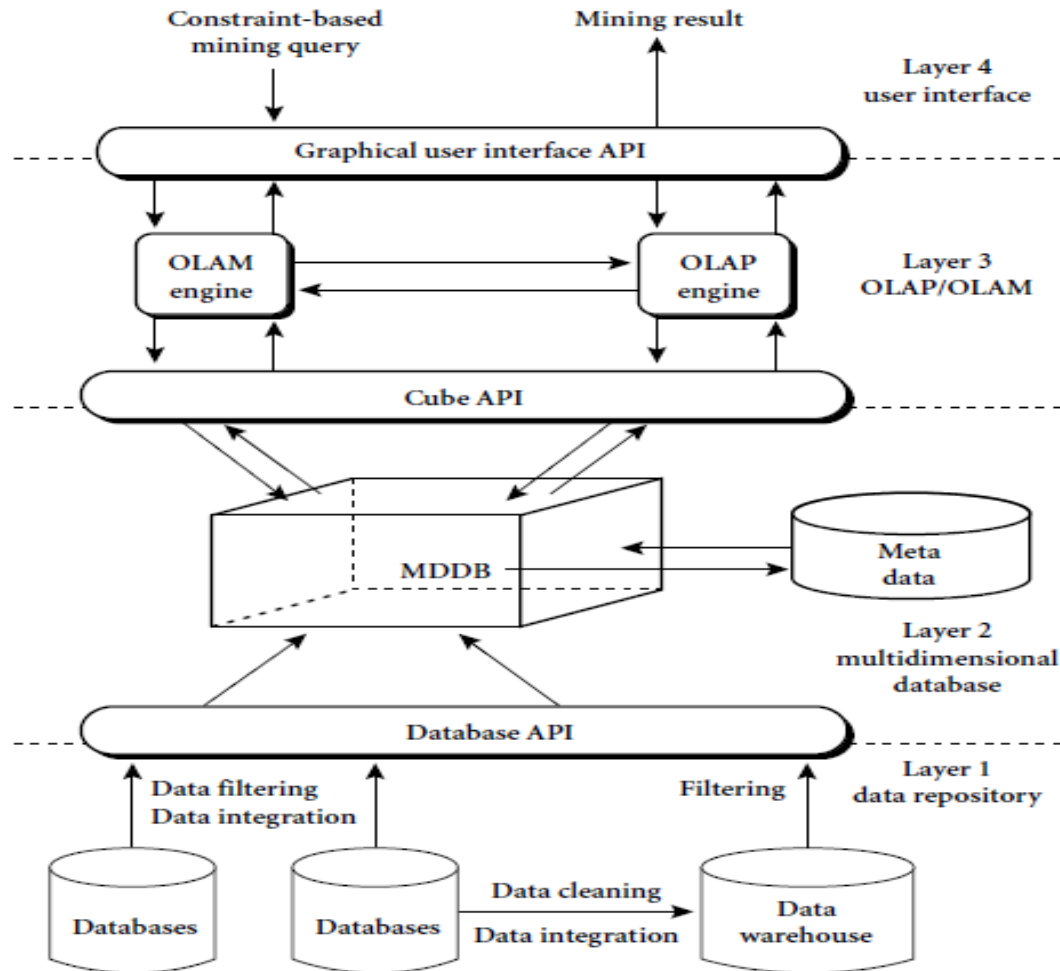 Constraint-based
mining query
Mining result
Layer 4
user interface
Graphical user interface API
OLAM
engine
OLAP
engine
Layer 3
OLAP/OLAM
Cube API
MDDB
Meta
data
Layer 2
multidimensional
database
Database API
Layer 1
data repository
Data filtering
Data integration
Filtering
Databases
Databases
Data cleaning
Data integration
Data
warehouse